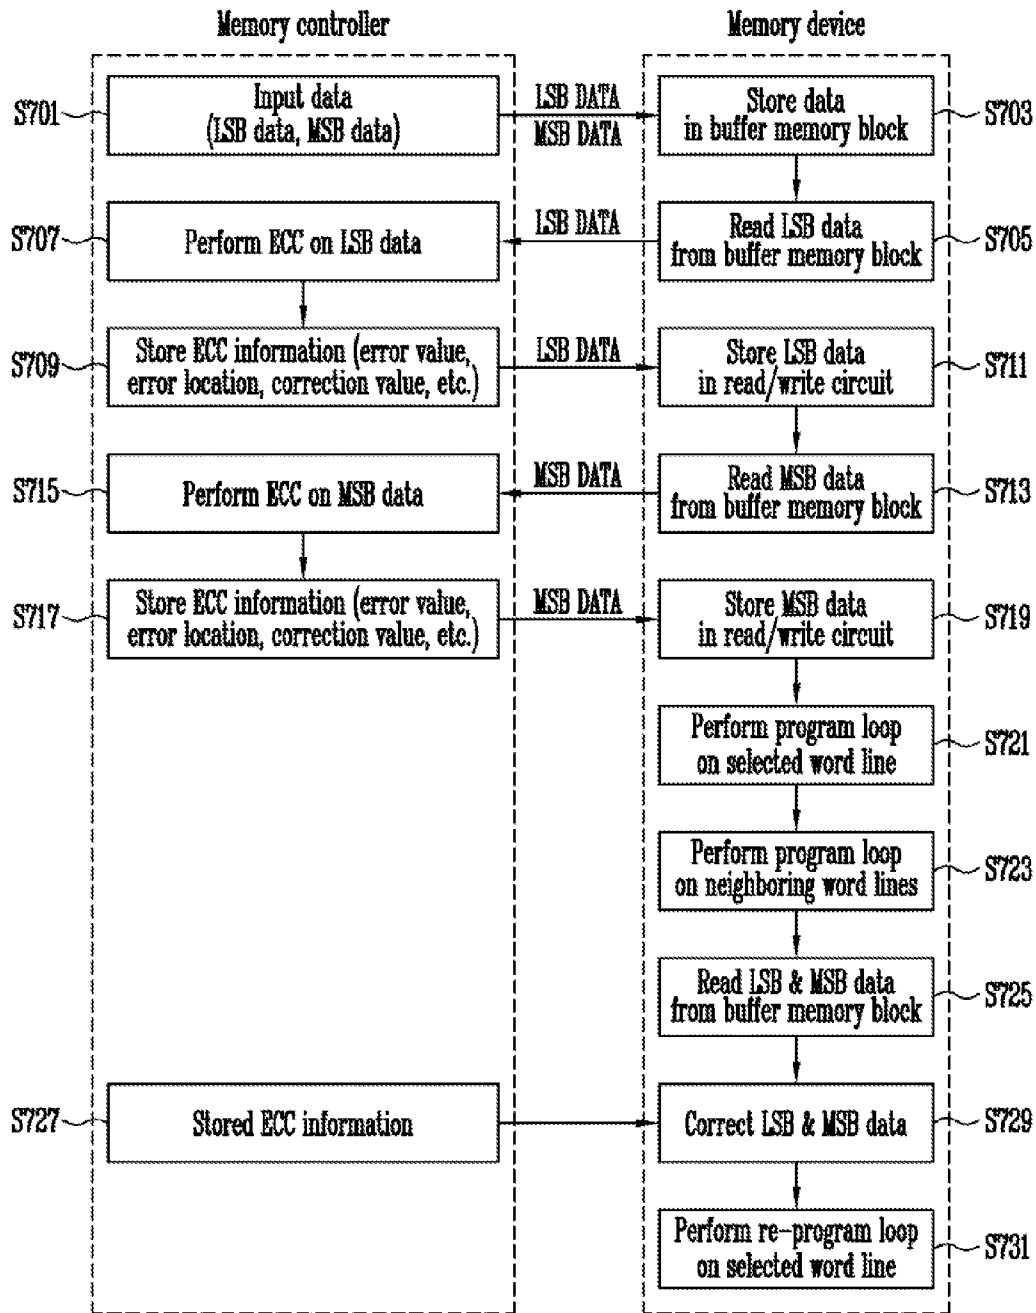 Memory controller
Memory device
S701
Input data
(LSB data, MSB data)
LSB DATA
MSB DATA
Store data
in buffer memory block
S703
S707
Perform ECC on LSB data
LSB DATA
Read LSB data
from buffer memory block
S705
S709
Store ECC information (error value,
error location, correction value, etc.)
LSB DATA
Store LSB data
in read/write circuit
S711
S715
Perform ECC on MSB data
MSB DATA
Read MSB data
from buffer memory block
S713
S717
Store ECC information (error value,
error location, correction value, etc.)
MSB DATA
Store MSB data
in read/write circuit
S719
Perform program loop
on selected word line
S721
Perform program loop
on neighboring word lines
S723
Read LSB & MSB data
from buffer memory block
S725
S727
Stored ECC information
Correct LSB & MSB data
S729
Perform re-program loop
on selected word line
S731